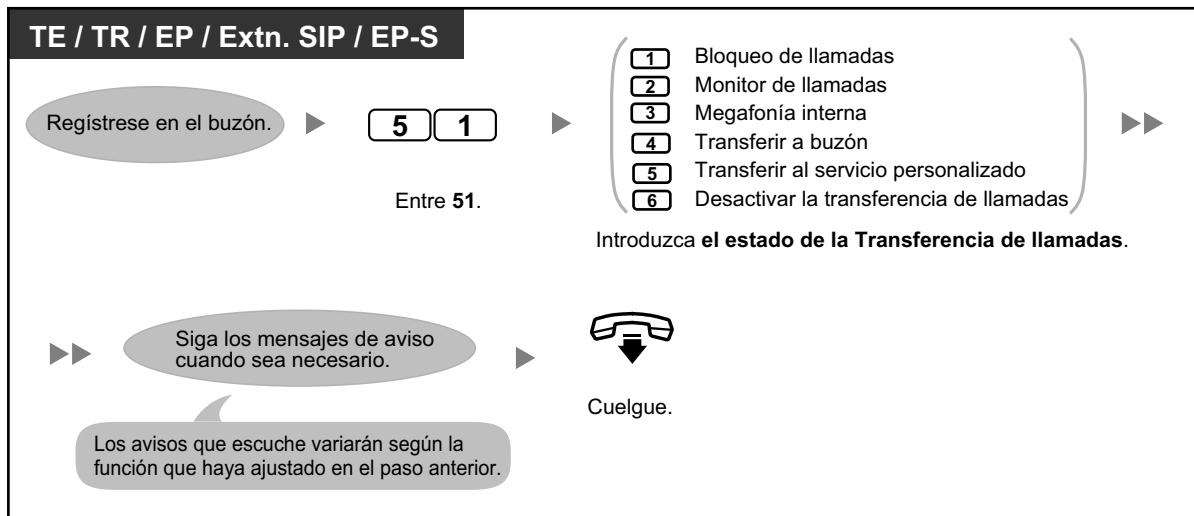 TE / TR / EP / Extn. SIP / EP-S
Regístrese en el buzón.
5 1
Entre 51.
1 Bloqueo de llamadas
2 Monitor de llamadas
3 Megafonía interna
4 Transferir a buzón
5 Transferir al servicio personalizado
6 Desactivar la transferencia de llamadas
Introduzca el estado de la Transferencia de llamadas.
Siga los mensajes de aviso
cuando sea necesario.
Los avisos que escuche variarán según la
función que haya ajustado en el paso anterior.
Cuelgue.